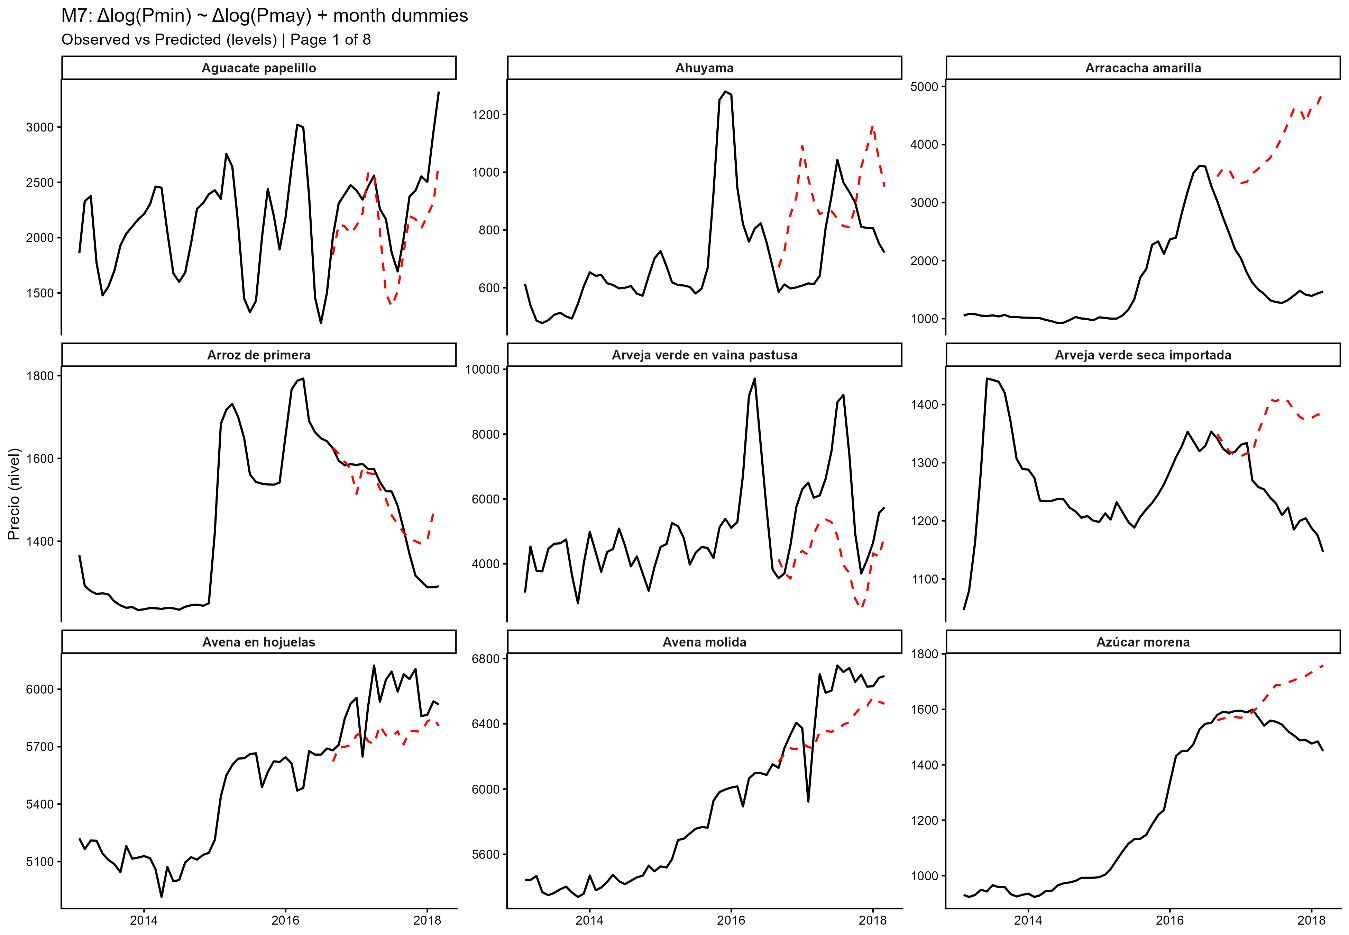 M7: Δlog(Pmin) ~ Δlog(Pmay) + month dummies
Observed vs Predicted (levels) | Page 1 of 8
Aguacate papelillo
Ahuyama
Arracacha amarilla
3000
2500
2000
1500
1200
1000
800
600
5000
4000
3000
2000
1000
Arroz de primera
Arveja verde en vaina pastusa
Arveja verde seca importada
Precio (nivel)
1800
1600
1400
10000
8000
6000
4000
1400
1300
1200
1100
Avena en hojuelas
Avena molida
Azúcar morena
6000
5700
5400
5100
6800
6400
6000
5600
1800
1600
1400
1200
1000
2014 2016 2018
2014 2016 2018
2014 2016 2018